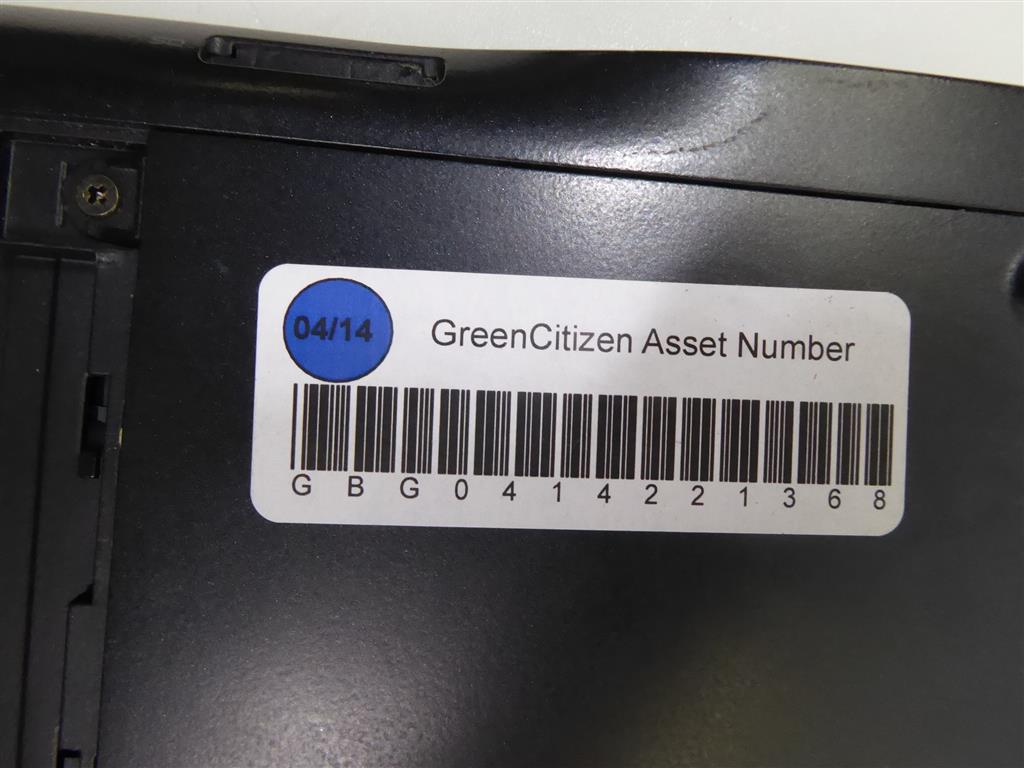 04/14
GreenCitizen Asset Number
G B G 0 4 1 4 2 2 1 3 6 8